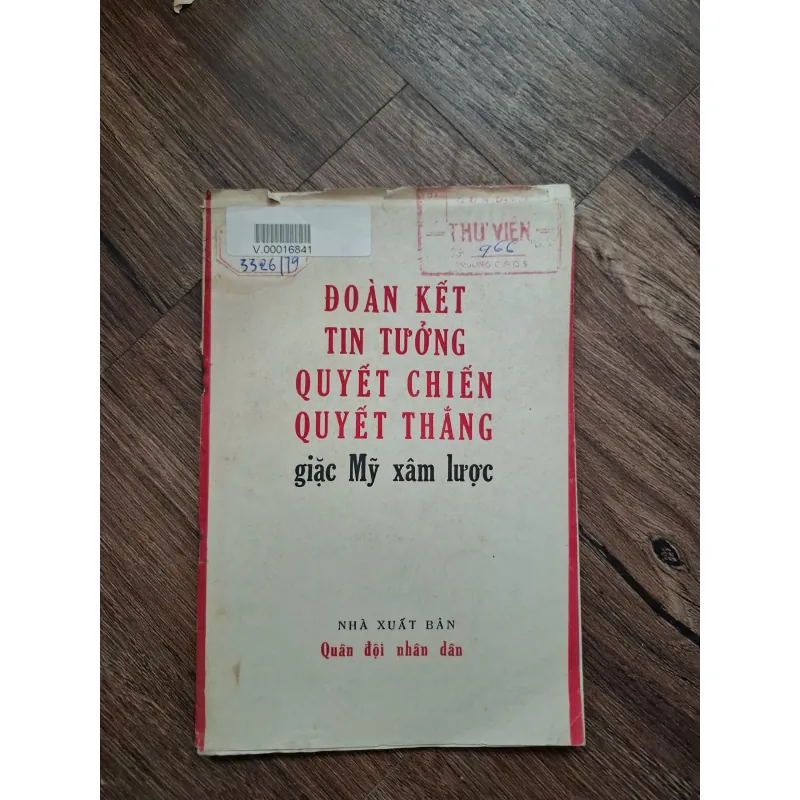 V.00016841
3326/79
THƯ VIỆN
966
ĐOÀN KẾT
TIN TƯỞNG
QUYẾT CHIẾN
QUYẾT THẮNG
giặc Mỹ xâm lược
NHÀ XUẤT BẢN
Quân đội nhân dân